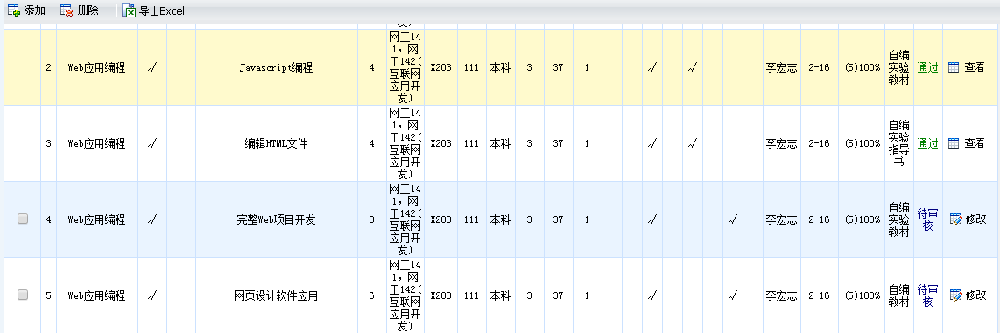 添加 删除 导出Excel
发)
2 Web应用编程 √ Javascript编程 4 网工14
1，网
工142(
互联网
应用开
发) X203 111 本科 3 37 1 √ √ 李宏志 2-16 (5)100% 自编
实验
教材 通过 查看
3 Web应用编程 √ 编辑HTML文件 4 网工14
1，网
工142(
互联网
应用开
发) X203 111 本科 3 37 1 √ √ 李宏志 2-16 (5)100% 自编
实验
指导
书 通过 查看
4 Web应用编程 √ 完整Web项目开发 8 网工14
1，网
工142(
互联网
应用开
发) X203 111 本科 3 37 1 √ √ 李宏志 2-16 (5)100% 自编
实验
教材 待审
核 修改
5 Web应用编程 √ 网页设计软件应用 6 网工14
1，网
工142(
互联网
应用开
发) X203 111 本科 3 37 1 √ √ 李宏志 2-16 (5)100% 自编
实验
教材 待审
核 修改